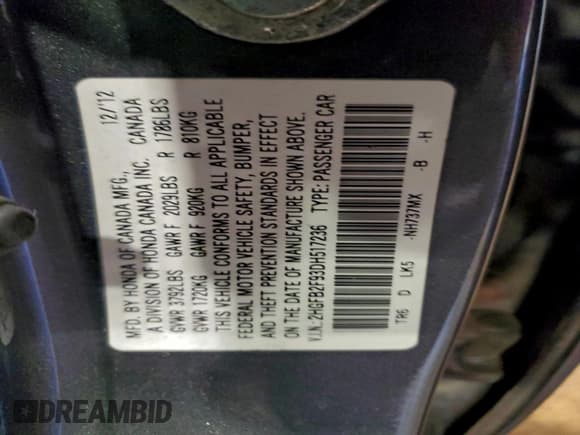 MFD. BY HONDA OF CANADA MFG., 12/12
A DIVISION OF HONDA CANADA INC. CANADA
GVWR 3792LBS GAWR F 2029LBS R 1786LBS
GVWR 1720KG GAWR F 920KG R 810KG
THIS VEHICLE CONFORMS TO ALL APPLICABLE
FEDERAL MOTOR VEHICLE SAFETY, BUMPER,
AND THEFT PREVENTION STANDARDS IN EFFECT
ON THE DATE OF MANUFACTURE SHOWN ABOVE.
V.I.N.:2HGFB2F93DH517236 TYPE: PASSENGER CAR
TR6 D LK5 NH737MX -B -H
DREAMBID